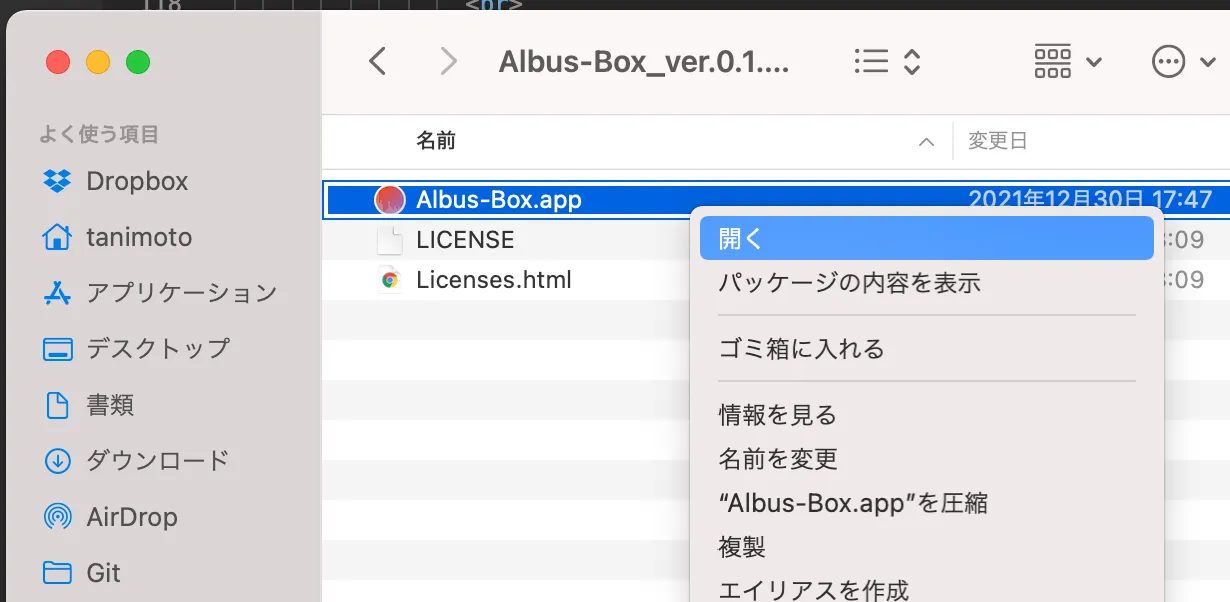 118
<br>
Albus-Box_ver.0.1....
よく使う項目
Dropbox
tanimoto
アプリケーション
デスクトップ
書類
ダウンロード
AirDrop
Git
名前 変更日
Albus-Box.app 2021年12月30日 17:47
LICENSE :09
Licenses.html :09
開く
パッケージの内容を表示
ゴミ箱に入れる
情報を見る
名前を変更
“Albus-Box.app”を圧縮
複製
エイリアスを作成